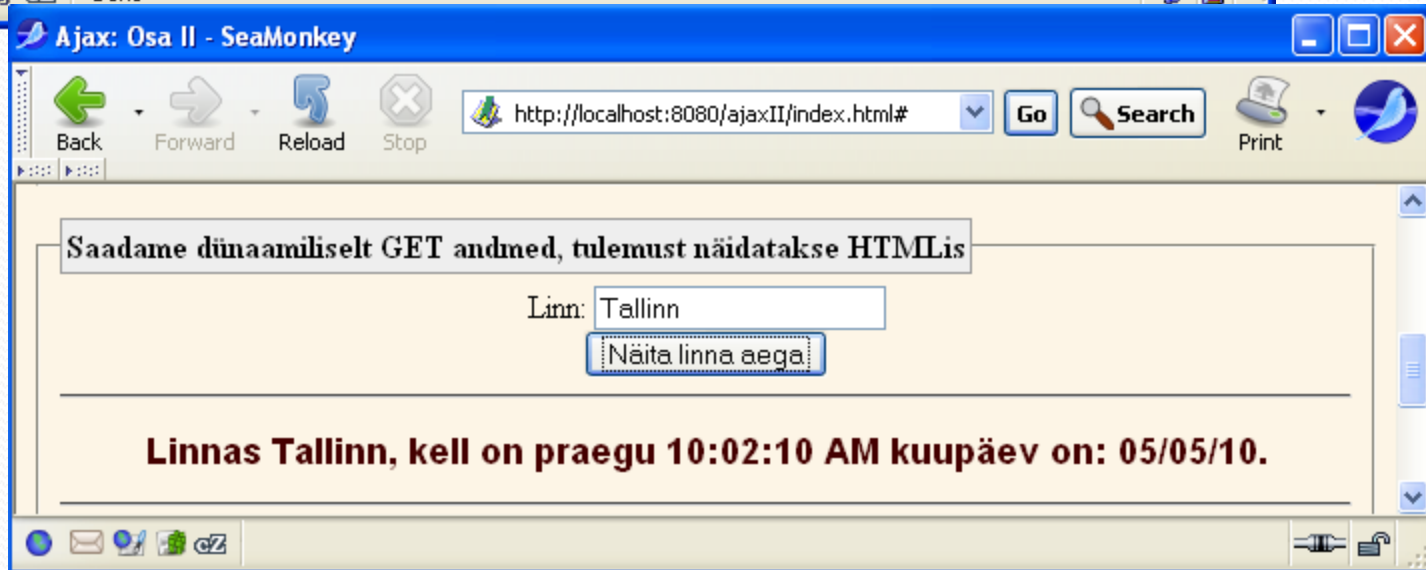 Ajax: Osa II - SeaMonkey
Back Forward Reload Stop http://localhost:8080/ajaxII/index.html# Go Search Print
Saadame dünaamiliselt GET andmed, tulemust näidatakse HTMLis
Linn: Tallinn
Näita linna aega
Linnas Tallinn, kell on praegu 10:02:10 AM kuupäev on: 05/05/10.
cZ